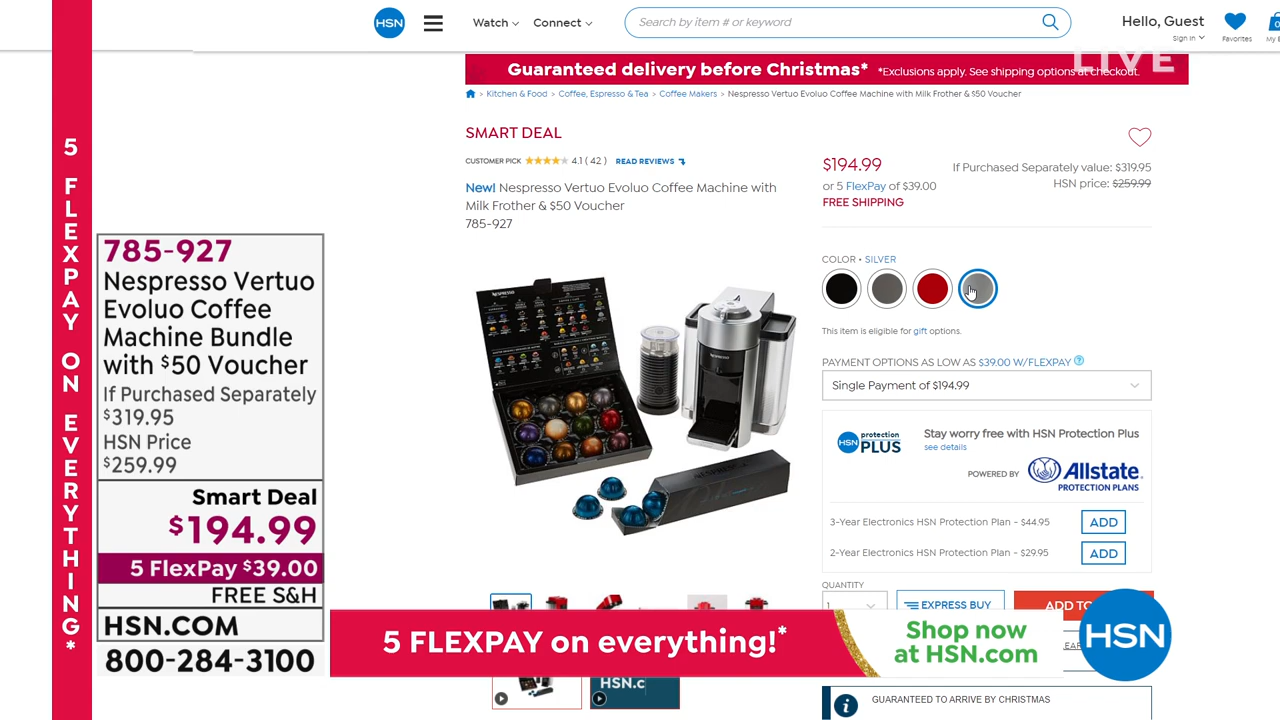 HSN
Watch
Connect
Search by item # or keyword
Hello, Guest
Sign In
Favorites
0
My
LIVE
Guaranteed delivery before Christmas* *Exclusions apply. See shipping options at checkout.
> Kitchen & Food > Coffee, Espresso & Tea > Coffee Makers > Nespresso Vertuo Evoluo Coffee Machine with Milk Frother & $50 Voucher
5 FLEXPAY ON EVERYTHING*
785-927
Nespresso Vertuo
Evoluo Coffee
Machine Bundle
with $50 Voucher
If Purchased Separately
$319.95
HSN Price
$259.99
Smart Deal
$194.99
5 FlexPay $39.00
FREE S&H
HSN.COM
800-284-3100
SMART DEAL
CUSTOMER PICK 4.1 ( 42 ) READ REVIEWS
New! Nespresso Vertuo Evoluo Coffee Machine with
Milk Frother & $50 Voucher
785-927
NESPRESSO
$194.99
or 5 FlexPay of $39.00
FREE SHIPPING
If Purchased Separately value: $319.95
HSN price: $259.99
COLOR • SILVER
This item is eligible for gift options.
PAYMENT OPTIONS AS LOW AS $39.00 W/FLEXPAY ?
Single Payment of $194.99
HSN protection PLUS
Stay worry free with HSN Protection Plus
see details
POWERED BY Allstate
PROTECTION PLANS
3-Year Electronics HSN Protection Plan - $44.95 ADD
2-Year Electronics HSN Protection Plan - $29.95 ADD
QUANTITY
1
EXPRESS BUY
ADD TO
5 FLEXPAY on everything!*
Shop now
at HSN.com
HSN
HSN.c
GUARANTEED TO ARRIVE BY CHRISTMAS